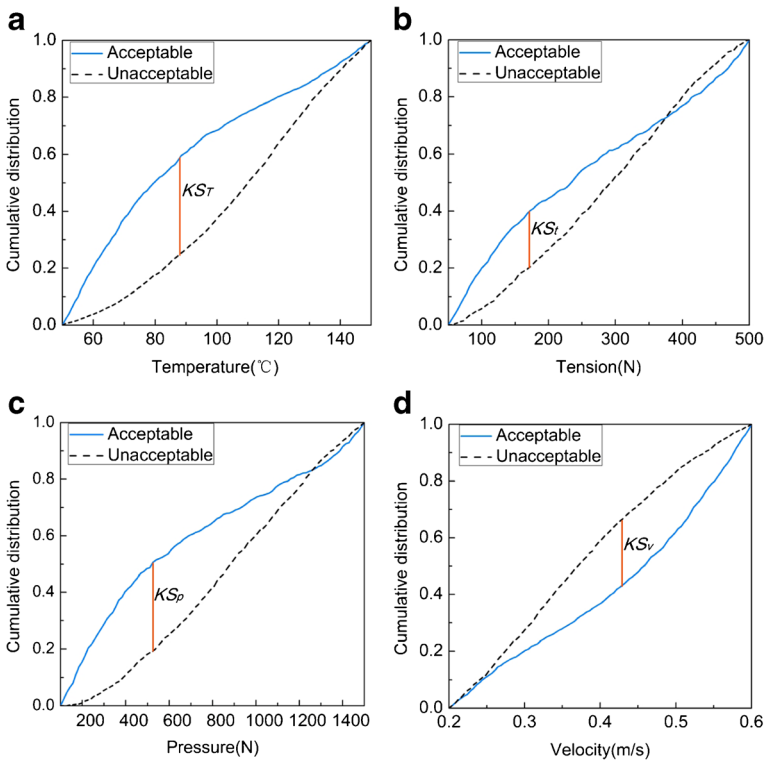 a
Acceptable
Unacceptable
KST
Cumulative distribution
0.0
0.2
0.4
0.6
0.8
1.0
60
80
100
120
140
Temperature(℃)
b
Acceptable
Unacceptable
KSt
Cumulative distribution
0.0
0.2
0.4
0.6
0.8
1.0
100
200
300
400
500
Tension(N)
c
Acceptable
Unacceptable
KSp
Cumulative distribution
0.0
0.2
0.4
0.6
0.8
1.0
200
400
600
800
1000
1200
1400
Pressure(N)
d
Acceptable
Unacceptable
KSv
Cumulative distribution
0.0
0.2
0.4
0.6
0.8
1.0
0.2
0.3
0.4
0.5
0.6
Velocity(m/s)